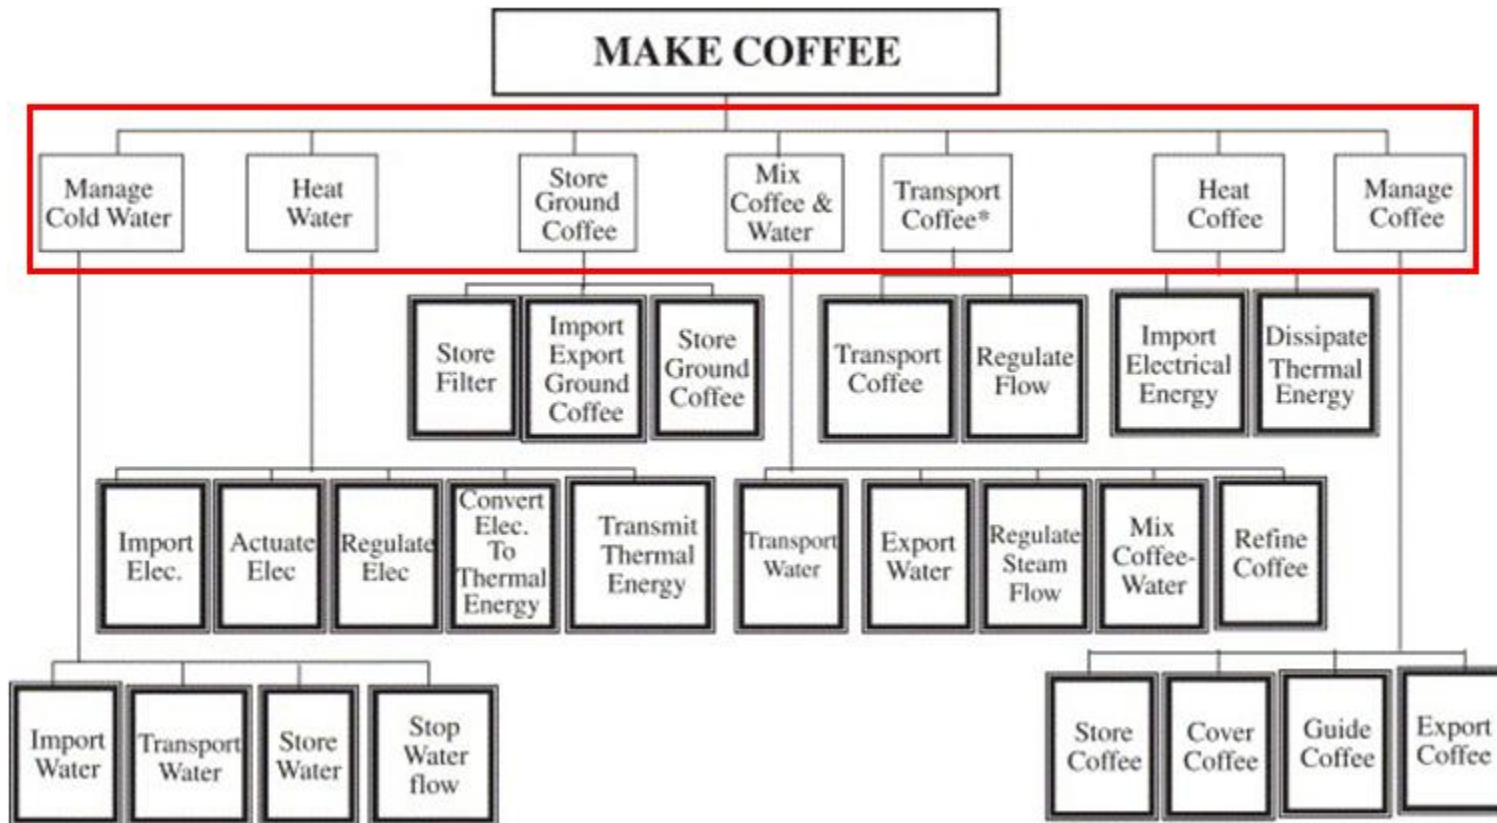 MAKE COFFEE
Manage
Cold Water
Heat
Water
Store
Ground
Coffee
Mix
Coffee &
Water
Transport
Coffee*
Heat
Coffee
Manage
Coffee
Store
Filter
Import
Export
Ground
Coffee
Store
Ground
Coffee
Transport
Coffee
Regulate
Flow
Import
Electrical
Energy
Dissipate
Thermal
Energy
Import
Elec.
Actuate
Elec
Regulate
Elec
Convert
Elec.
To
Thermal
Energy
Transmit
Thermal
Energy
Transport
Water
Export
Water
Regulate
Steam
Flow
Mix
Coffee-
Water
Refine
Coffee
Import
Water
Transport
Water
Store
Water
Stop
Water
flow
Store
Coffee
Cover
Coffee
Guide
Coffee
Export
Coffee